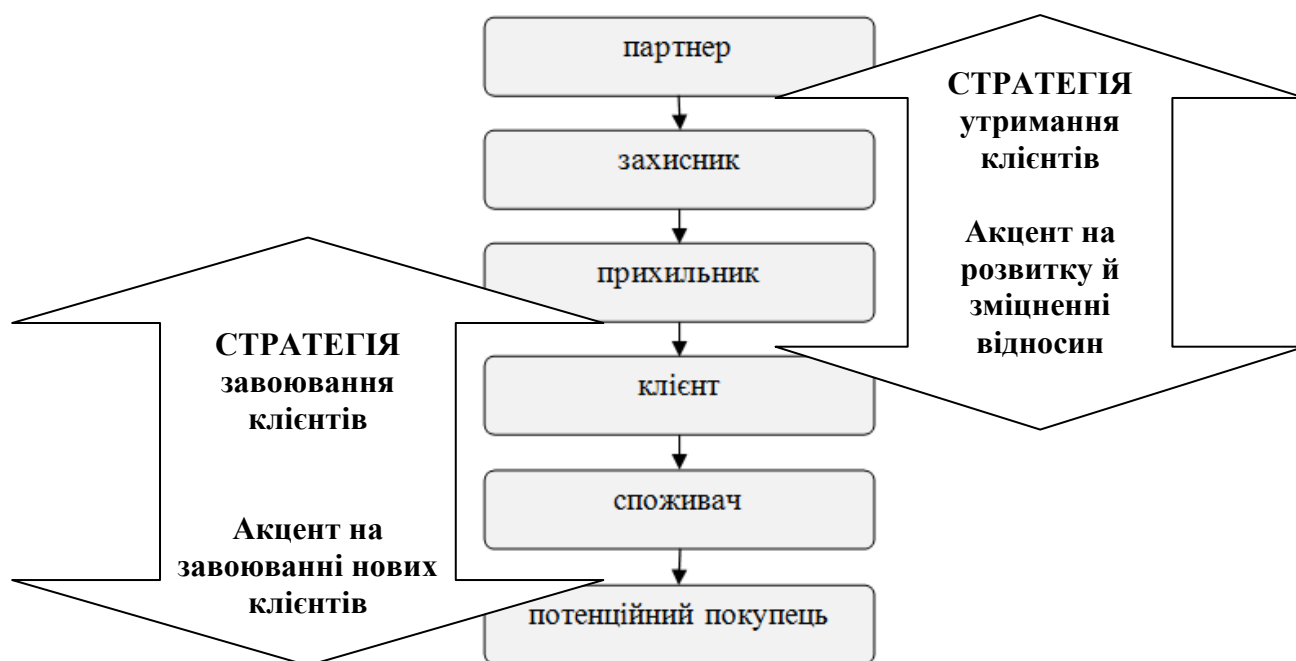 партнер
захисник
прихильник
клієнт
споживач
потенційний покупець
СТРАТЕГІЯ
завоювання
клієнтів
Акцент на
завоюванні нових
клієнтів
СТРАТЕГІЯ
утримання
клієнтів
Акцент на
розвитку й
зміцненні
відносин